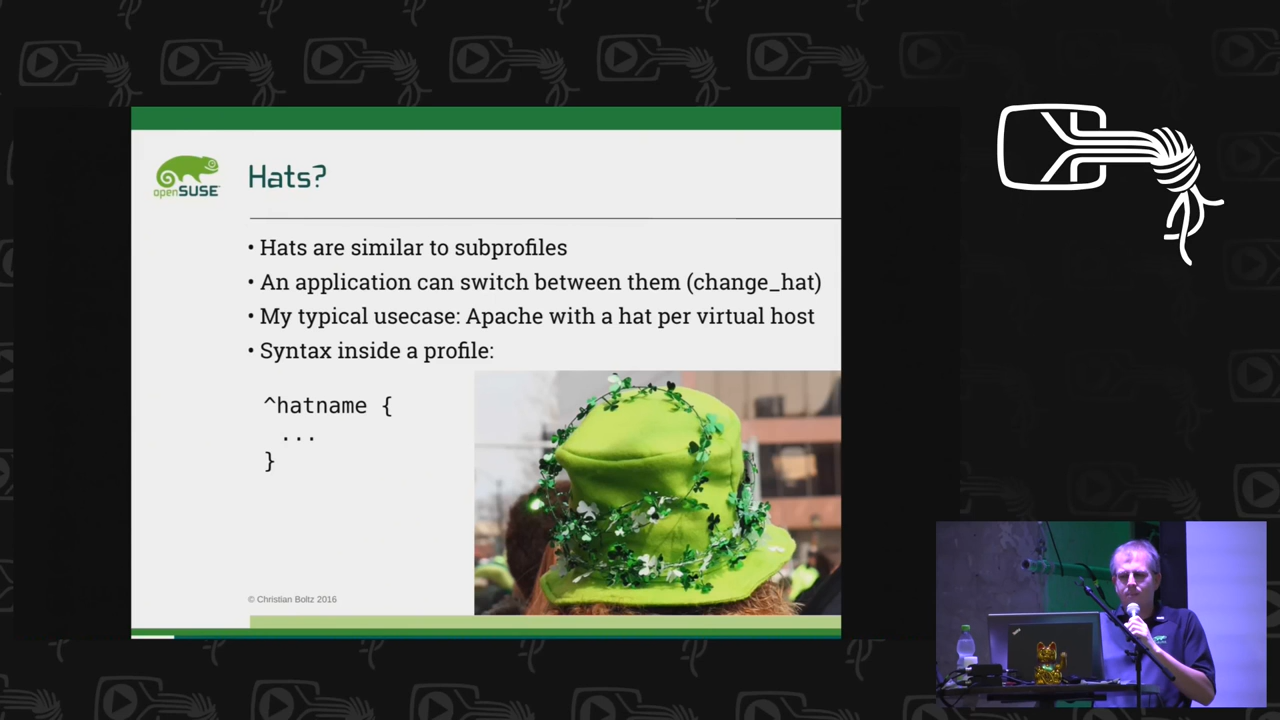 openSUSE
Hats?
• Hats are similar to subprofiles
• An application can switch between them (change_hat)
• My typical usecase: Apache with a hat per virtual host
• Syntax inside a profile:
^hatname {
...
}
© Christian Boltz 2016